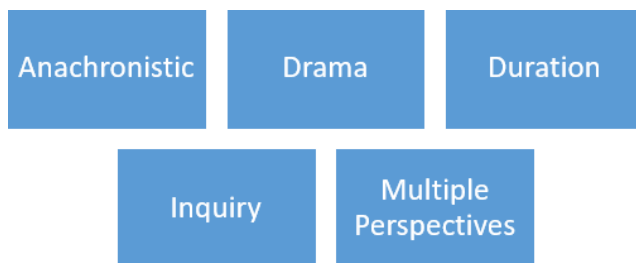 Anachronistic
Drama
Duration
Inquiry
Multiple
Perspectives